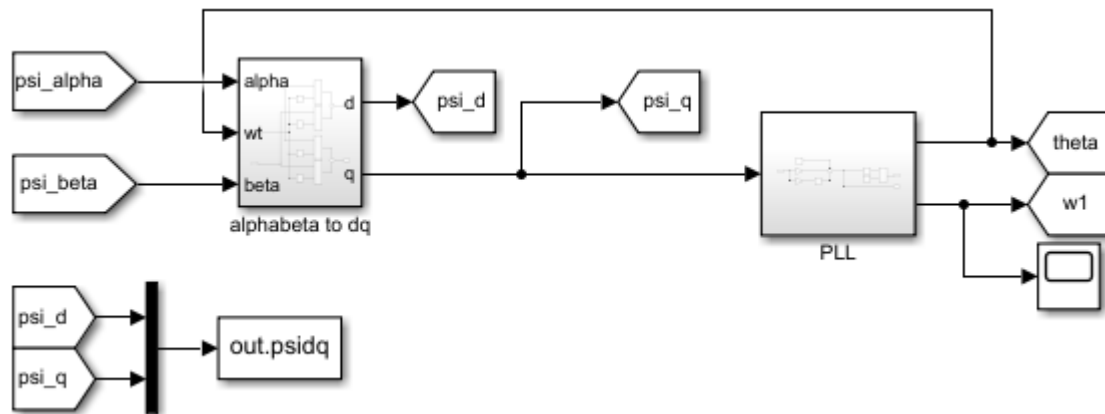 psi_alpha
alpha
d
psi_d
psi_q
wt
theta
psi_beta
beta
q
w1
alphabeta to dq
PLL
psi_d
out.psidq
psi_q